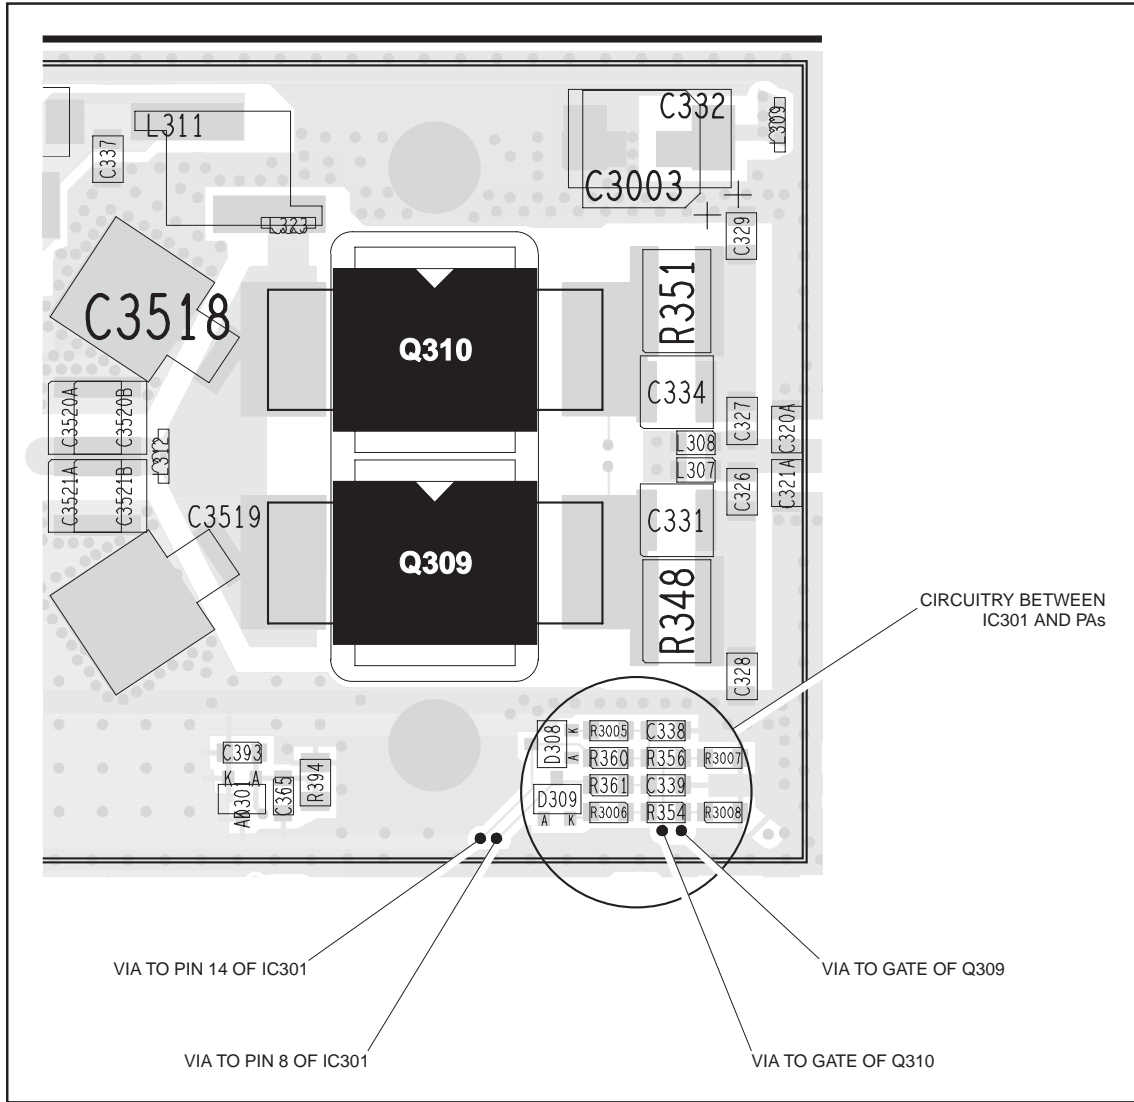 C332
L309
L311
C337
C3003
C323
C329
R351
C3518
Q310
C334
C3520A
C3520B
C327
C320A
L308
C312
L307
C3521A
C3521B
C326
C321A
C3519
C331
Q309
R348
CIRCUITRY BETWEEN
IC301 AND PAs
C328
D308
K
A
R3005
C338
C393
R360
R356
R3007
K
A
D301
AK
C365
R394
R361
C339
D309
A
K
R3006
R354
R3008
VIA TO PIN 14 OF IC301
VIA TO GATE OF Q309
VIA TO PIN 8 OF IC301
VIA TO GATE OF Q310